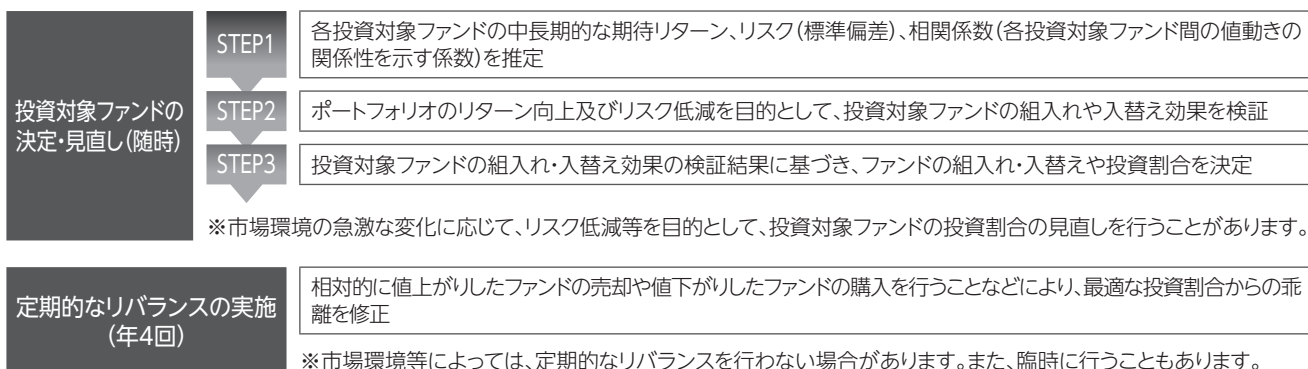 投資対象ファンドの
決定・見直し(随時)
STEP1
各投資対象ファンドの中長期的な期待リターン、リスク(標準偏差)、相関係数(各投資対象ファンド間の値動きの
関係性を示す係数)を推定
STEP2
ポートフォリオのリターン向上及びリスク低減を目的として、投資対象ファンドの組入れや入替え効果を検証
STEP3
投資対象ファンドの組入れ・入替え効果の検証結果に基づき、ファンドの組入れ・入替えや投資割合を決定
※市場環境の急激な変化に応じて、リスク低減等を目的として、投資対象ファンドの投資割合の見直しを行うことがあります。
定期的なリバランスの実施
(年4回)
相対的に値上がりしたファンドの売却や値下がりしたファンドの購入を行うことなどにより、最適な投資割合からの乖
離を修正
※市場環境等によっては、定期的なリバランスを行わない場合があります。また、臨時に行うこともあります。